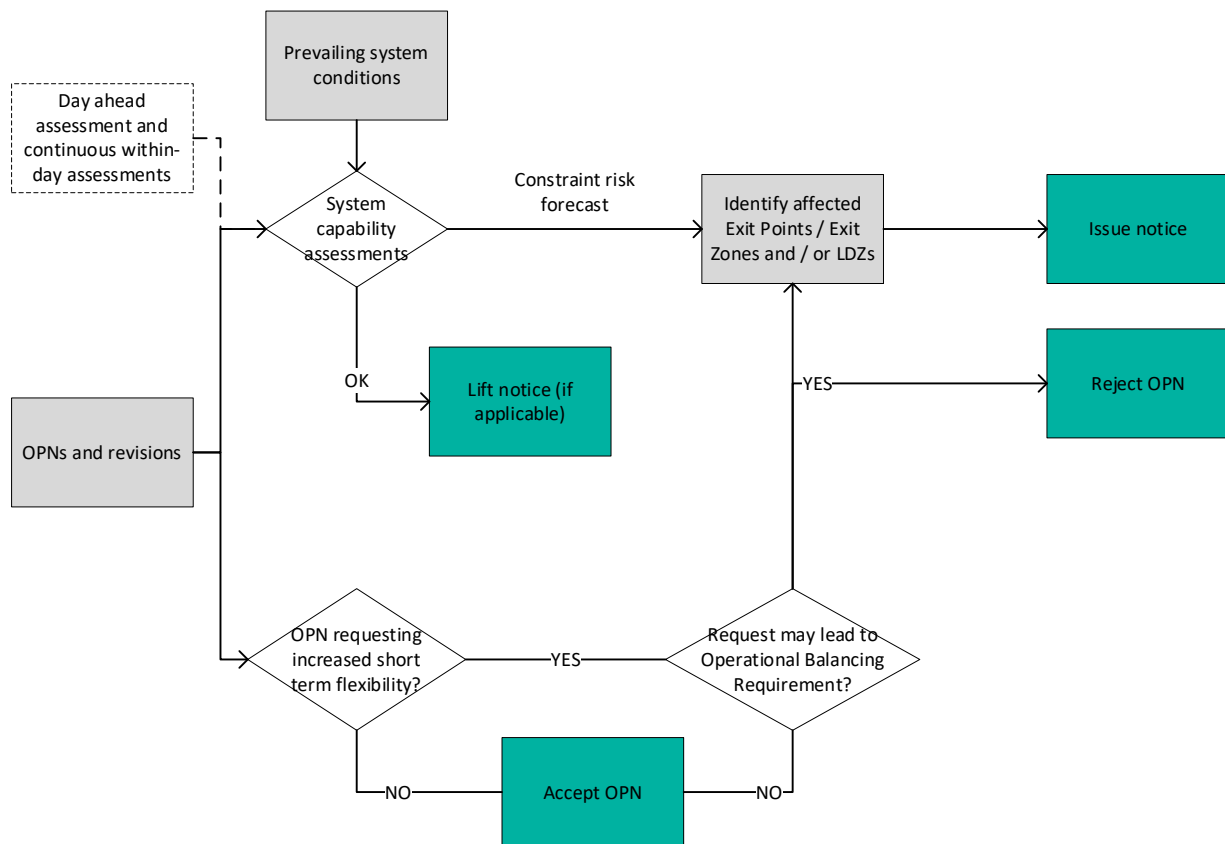 Prevailing system
conditions
Day ahead
assessment and
continuous within-
day assessments
System
capability
assessments
Constraint risk
forecast
Identify affected
Exit Points / Exit
Zones and / or LDZs
Issue notice
OK
Lift notice (if
applicable)
YES
Reject OPN
OPNs and revisions
OPN requesting
increased short
term flexibility?
YES
Request may lead to
Operational Balancing
Requirement?
NO
Accept OPN
NO